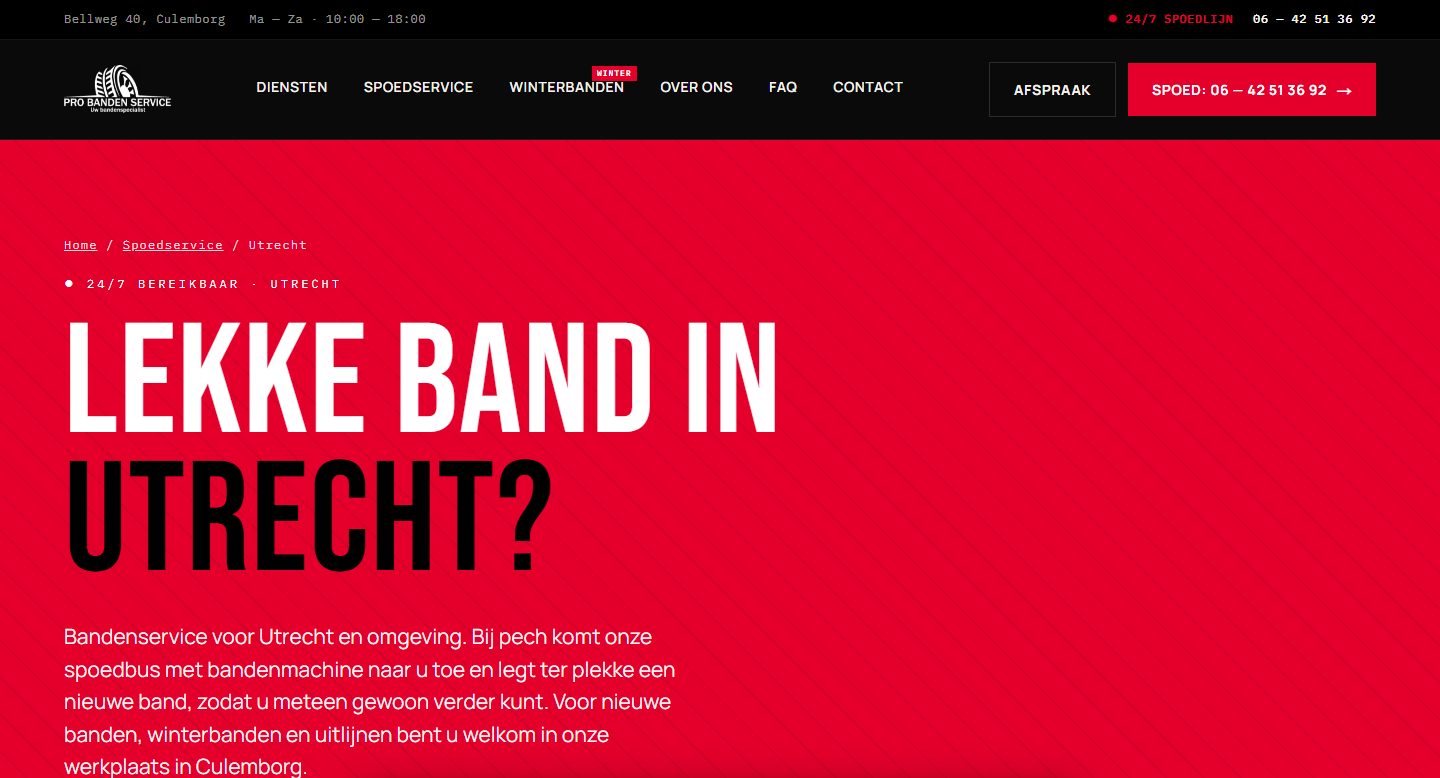 Bellweg 40, Culemborg Ma — Za · 10:00 — 18:00
24/7 SPOEDLIJN 06 — 42 51 36 92
PRO BANDEN SERVICE
Uw bandenspecialist
DIENSTEN SPOEDSERVICE WINTERBANDEN WINTER OVER ONS FAQ CONTACT
AFSPRAAK SPOED: 06 — 42 51 36 92 →
Home / Spoedservice / Utrecht
24/7 BEREIKBAAR · UTRECHT
LEKKE BAND IN
UTRECHT?
Bandenservice voor Utrecht en omgeving. Bij pech komt onze
spoedbus met bandenmachine naar u toe en legt ter plekke een
nieuwe band, zodat u meteen gewoon verder kunt. Voor nieuwe
banden, winterbanden en uitlijnen bent u welkom in onze
werkplaats in Culemborg.